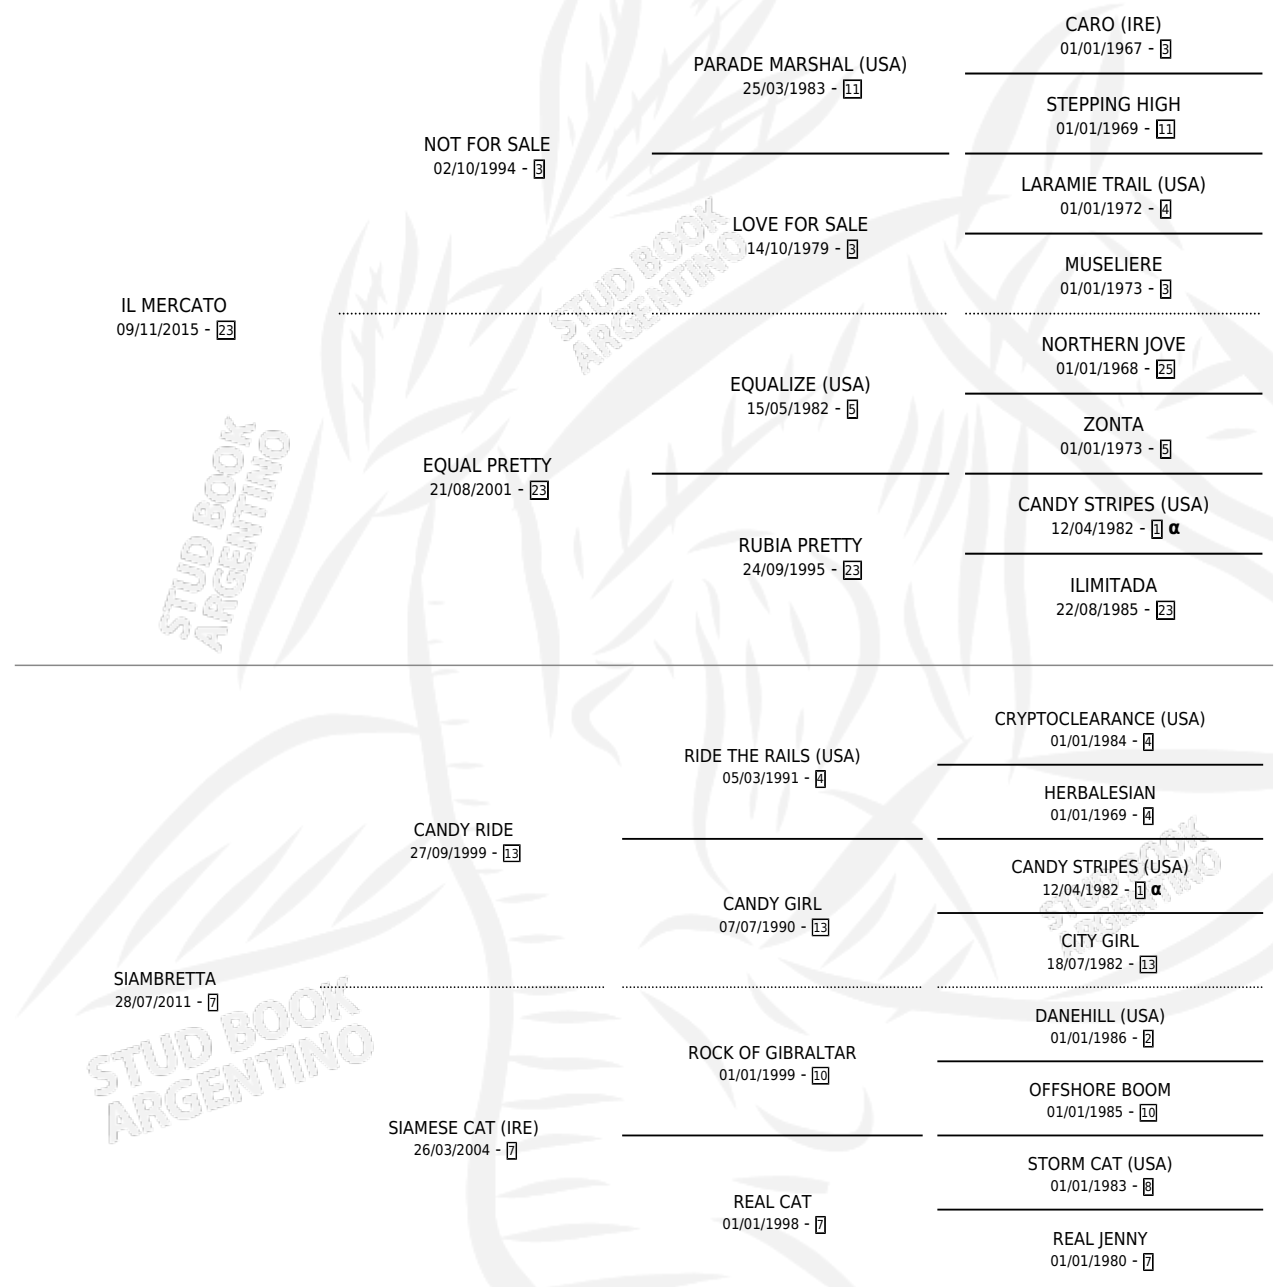 CARO (IRE)
01/01/1967 - 3
PARADE MARSHAL (USA)
25/03/1983 - 11
STEPPING HIGH
01/01/1969 - 11
NOT FOR SALE
02/10/1994 - 3
LARAMIE TRAIL (USA)
01/01/1972 - 4
LOVE FOR SALE
14/10/1979 - 3
MUSELIERE
01/01/1973 - 3
IL MERCATO
09/11/2015 - 23
NORTHERN JOVE
01/01/1968 - 25
EQUALIZE (USA)
15/05/1982 - 5
ZONTA
01/01/1973 - 5
EQUAL PRETTY
21/08/2001 - 23
CANDY STRIPES (USA)
12/04/1982 - 1 α
RUBIA PRETTY
24/09/1995 - 23
ILIMITADA
22/08/1985 - 23
CRYPTOCLEARANCE (USA)
01/01/1984 - 4
RIDE THE RAILS (USA)
05/03/1991 - 4
HERBALESIAN
01/01/1969 - 4
CANDY RIDE
27/09/1999 - 13
CANDY STRIPES (USA)
12/04/1982 - 1 α
CANDY GIRL
07/07/1990 - 13
CITY GIRL
18/07/1982 - 13
SIAMBRETTA
28/07/2011 - 7
DANEHILL (USA)
01/01/1986 - 2
ROCK OF GIBRALTAR
01/01/1999 - 10
OFFSHORE BOOM
01/01/1985 - 10
SIAMESE CAT (IRE)
26/03/2004 - 7
STORM CAT (USA)
01/01/1983 - 8
REAL CAT
01/01/1998 - 7
REAL JENNY
01/01/1980 - 7
STUD BOOK
ARGENTINO
STUD BOOK
ARGENTINO
STUD BOOK
ARGENTINO
STUD BOOK
ARGENTINO